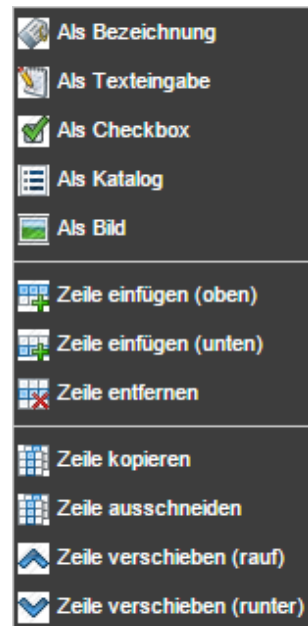 Als Bezeichnung
Als Texteingabe
Als Checkbox
Als Katalog
Als Bild
Zeile einfügen (oben)
Zeile einfügen (unten)
Zeile entfernen
Zeile kopieren
Zeile ausschneiden
Zeile verschieben (rauf)
Zeile verschieben (runter)